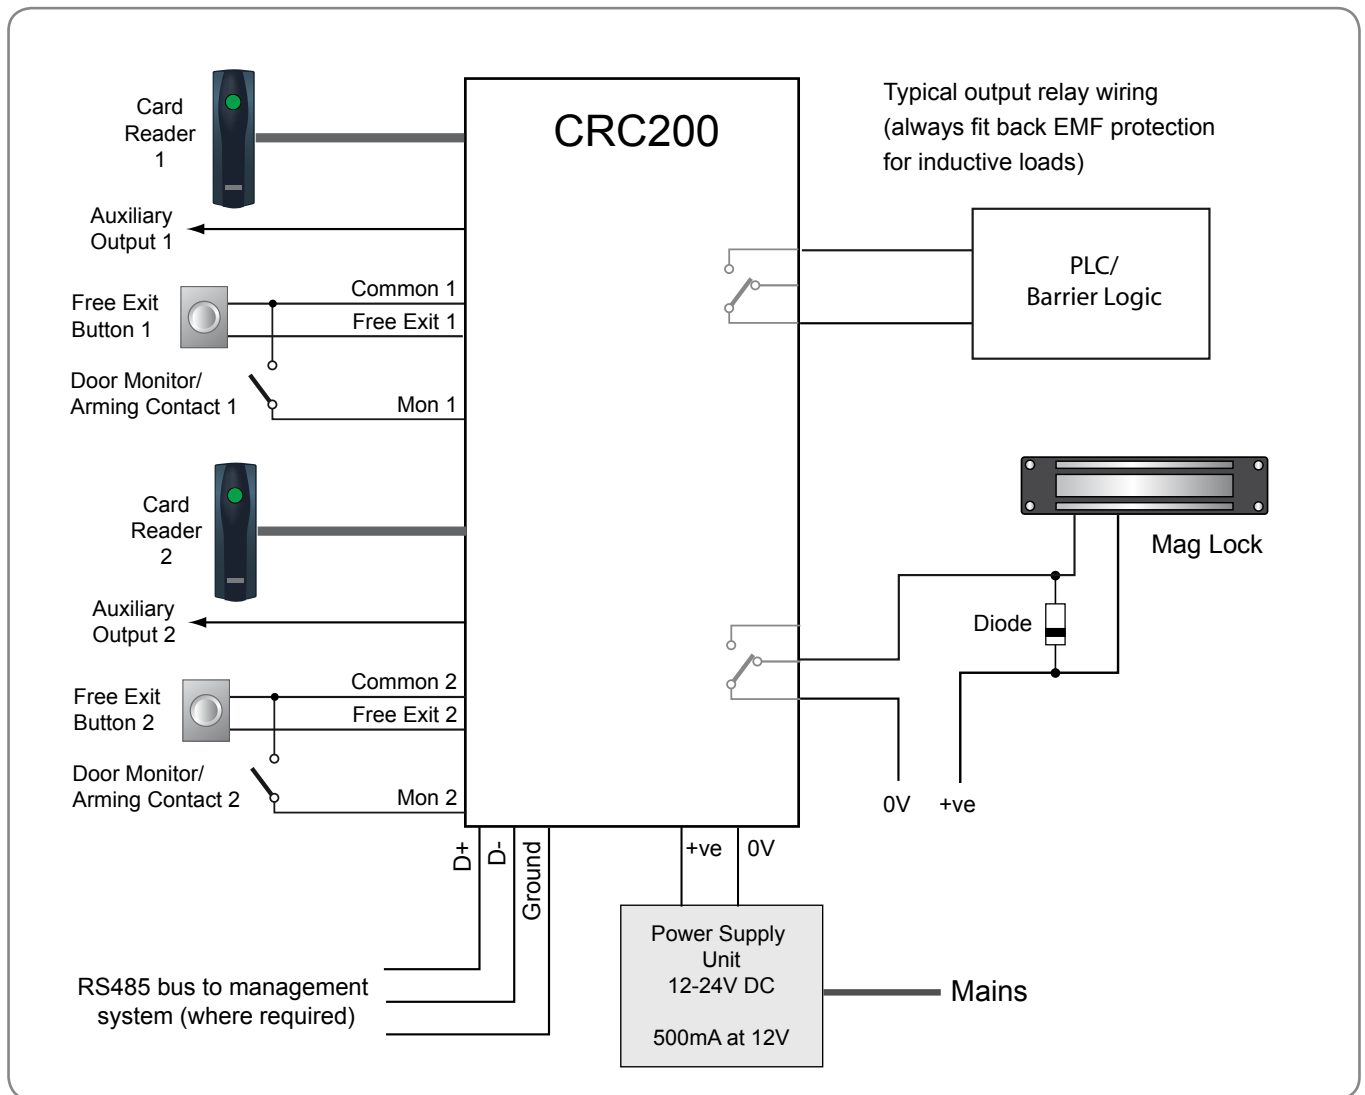 Card
Reader
1
CRC200
Typical output relay wiring
(always fit back EMF protection
for inductive loads)
Auxiliary
Output 1
PLC/
Barrier Logic
Free Exit
Button 1
Common 1
Free Exit 1
Door Monitor/
Arming Contact 1
Mon 1
Card
Reader
2
Mag Lock
Auxiliary
Output 2
Diode
Free Exit
Button 2
Common 2
Free Exit 2
Door Monitor/
Arming Contact 2
Mon 2
0V
+ve
D+
D-
Ground
+ve
0V
Power Supply
Unit
12-24V DC
500mA at 12V
Mains
RS485 bus to management
system (where required)